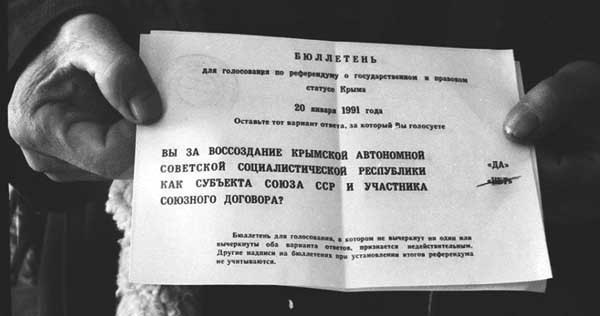 БЮЛЛЕТЕНЬ
для голосования по референдуму о государственном и правовом
статусе Крыма
20 января 1991 года
Оставьте тот вариант ответа, за который Вы голосуете
ВЫ ЗА ВОССОЗДАНИЕ КРЫМСКОЙ АВТОНОМНОЙ
СОВЕТСКОЙ СОЦИАЛИСТИЧЕСКОЙ РЕСПУБЛИКИ
КАК СУБЪЕКТА СОЮЗА ССР И УЧАСТНИКА
СОЮЗНОГО ДОГОВОРА?
«ДА»
«НЕТ»
Бюллетень для голосования, в котором не вычеркнут ни один или
вычеркнуты оба варианта ответов, признается недействительным.
Другие надписи на бюллетенях при установлении итогов референдума
не учитываются.